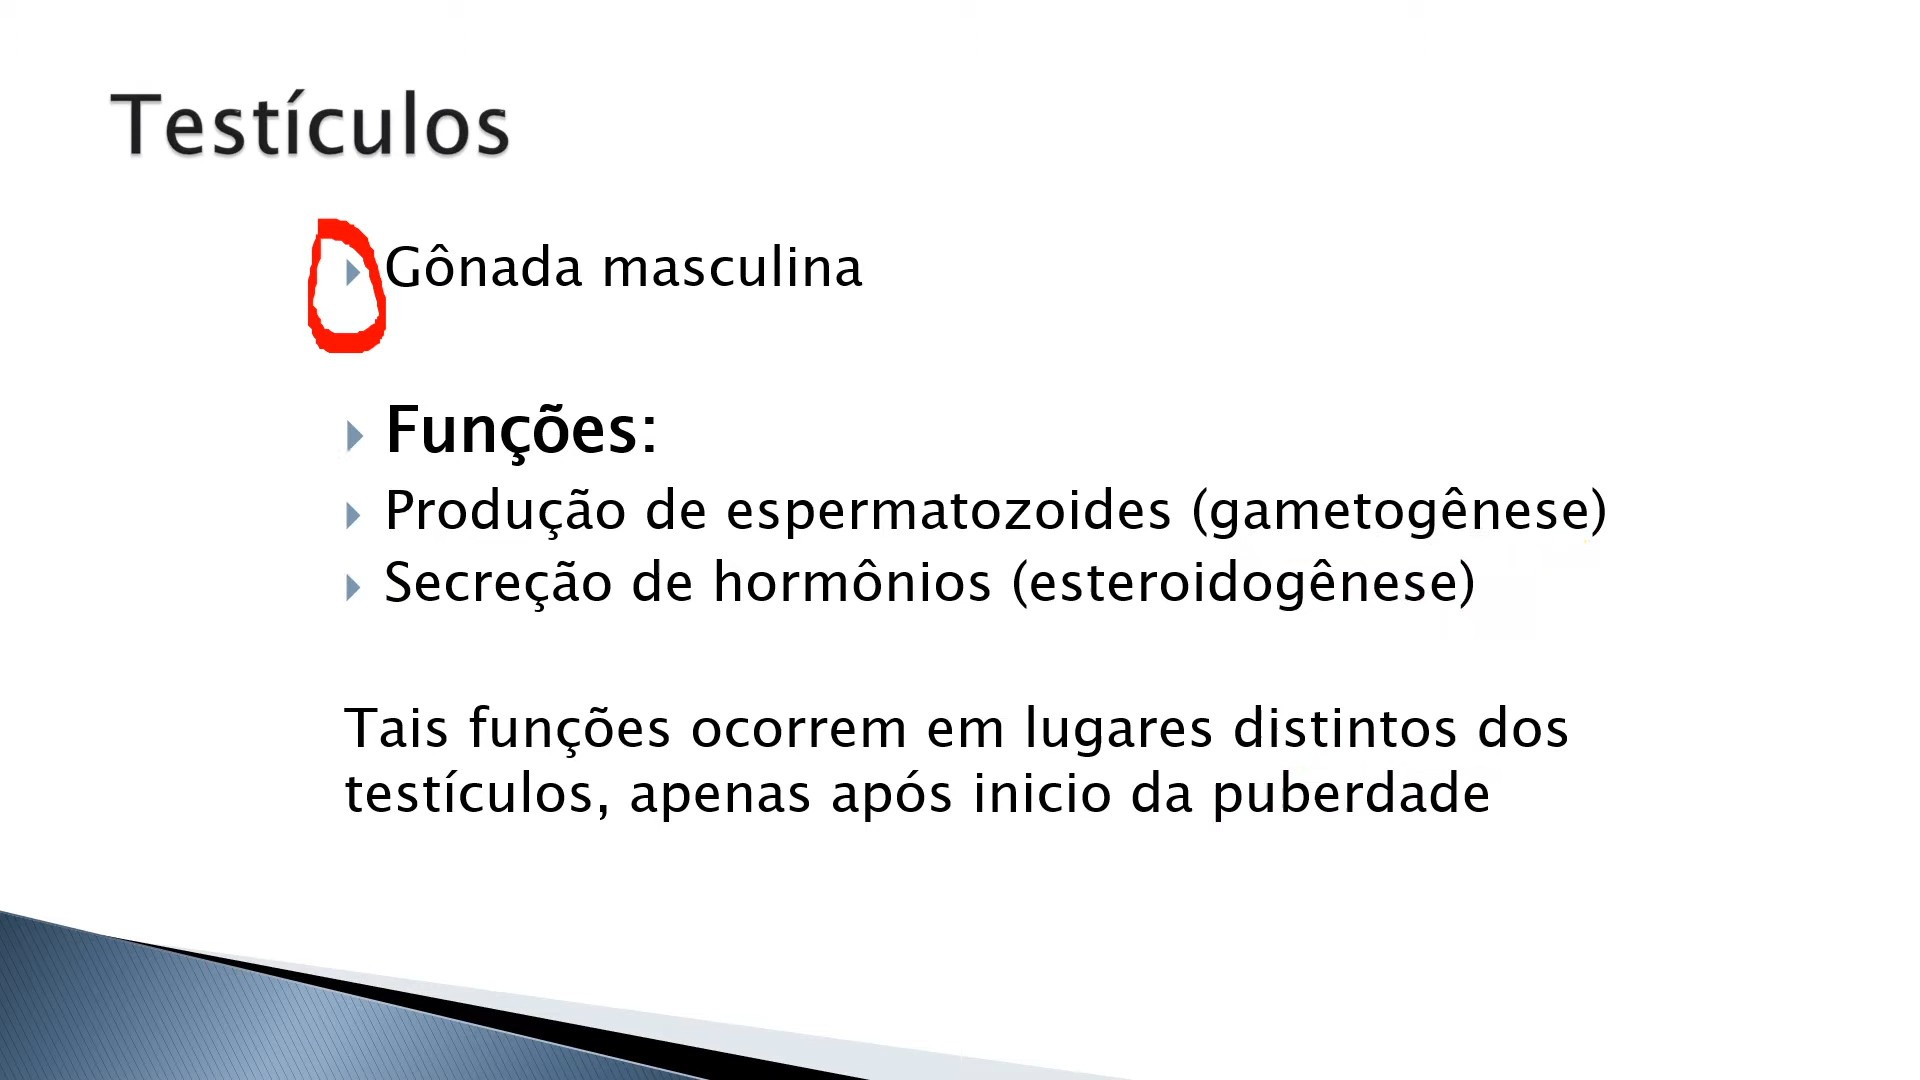 Testículos
Gônada masculina
Funções:
Produção de espermatozoides (gametogênese)
Secreção de hormônios (esteroidogênese)
Tais funções ocorrem em lugares distintos dos
testículos, apenas após inicio da puberdade